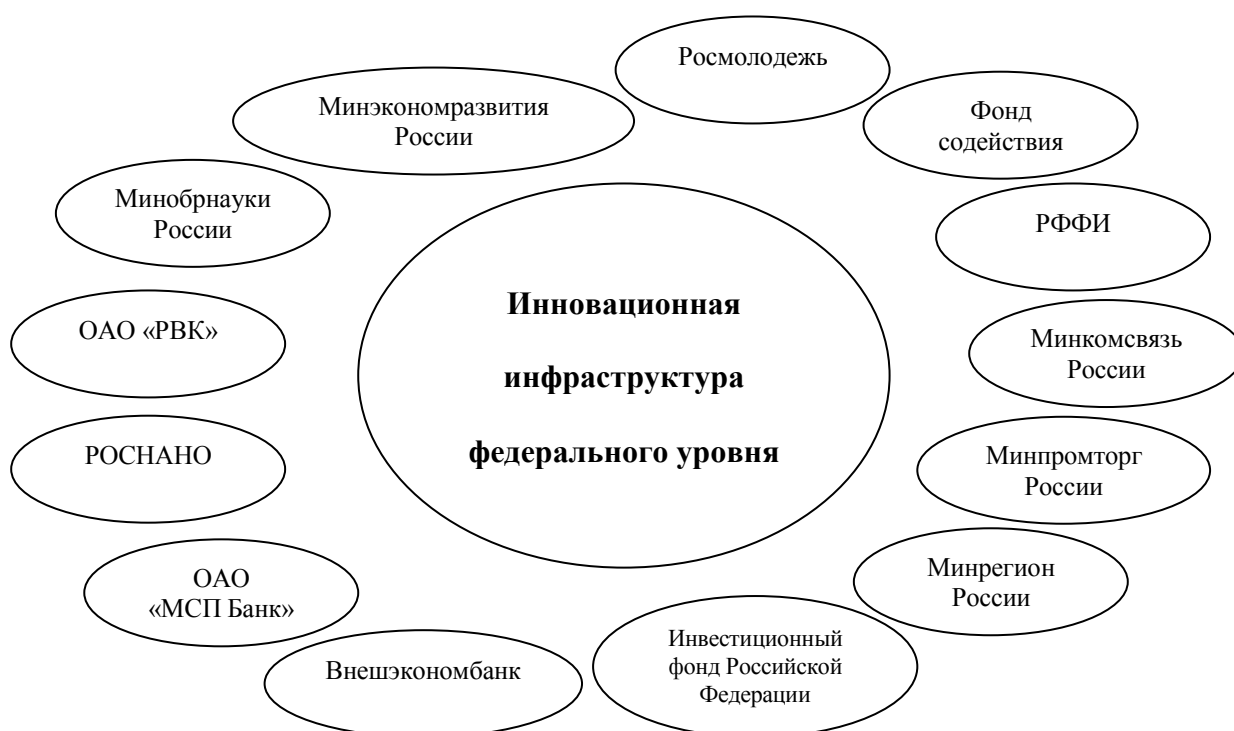 Росмолодежь
Минэкономразвития
России
Фонд
содействия
Минобрнауки
России
РФФИ
Инновационная
инфраструктура
федерального уровня
ОАО «РВК»
Минкомсвязь
России
РОСНАНО
Минпромторг
России
ОАО
«МСП Банк»
Минрегион
России
Внешэкономбанк
Инвестиционный
фонд Российской
Федерации